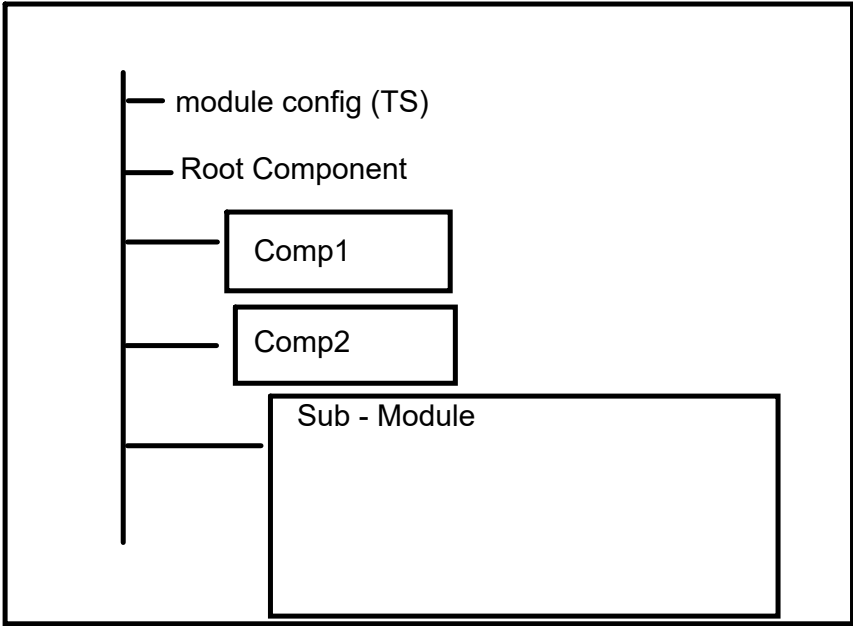 module config (TS)
Root Component
Comp1
Comp2
Sub - Module